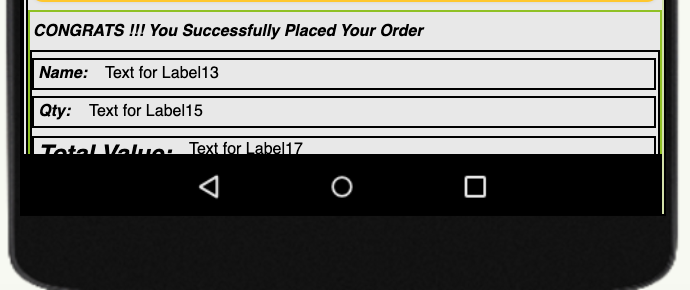 CONGRATS !!! You Successfully Placed Your Order
Name: Text for Label13
Qty: Text for Label15
Total Value: Text for Label17